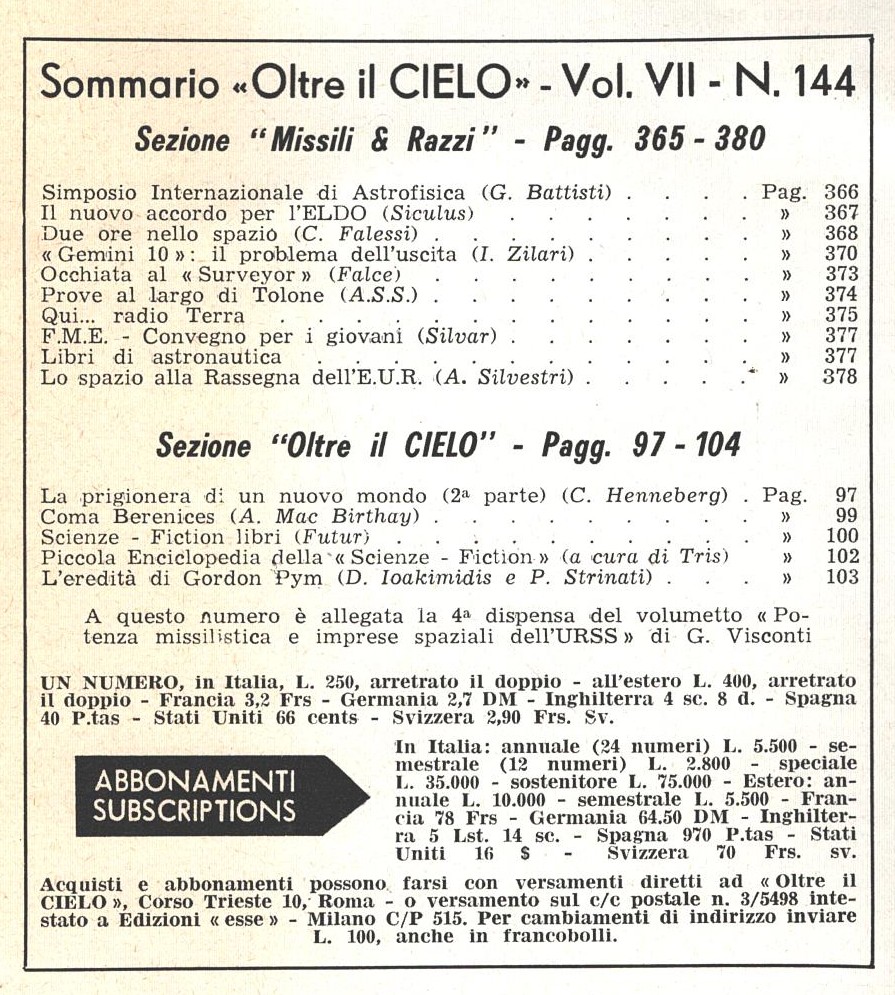 Sommario «Oltre il CIELO» - Vol. VII - N. 144
Sezione "Missili & Razzi" - Pagg. 365 - 380
Simposio Internazionale di Astrofisica (G. Battisti) . . . . Pag. 366
Il nuovo accordo per l'ELDO (Siculus) . . . . . . . » 367
Due ore nello spazio (C. Falessi) . . . . . . . . . » 368
« Gemini 10 » : il problema dell'uscita (I. Zilari) . . . . . » 370
Occhiata al « Surveyor » (Falce) . . . . . . . . . » 373
Prove al largo di Tolone (A.S.S.) . . . . . . . . . » 374
Qui... radio Terra . . . . . . . . . . . . . » 375
F.M.E. - Convegno per i giovani (Silvar) . . . . . . . » 377
Libri di astronautica . . . . . . . . . . . . » 377
Lo spazio alla Rassegna dell'E.U.R. (A. Silvestri) . . . . . » 378
Sezione "Oltre il CIELO" - Pagg. 97 - 104
La prigionera di un nuovo mondo (2ª parte) (C. Henneberg) . Pag. 97
Coma Berenices (A. Mac Birthay) . . . . . . . . . » 99
Scienze - Fiction libri (Futur) . . . . . . . . . . » 100
Piccola Enciclopedia della « Scienze - Fiction » (a cura di Tris) » 102
L'eredità di Gordon Pym (D. Ioakimidis e P. Strinati) . . . » 103
A questo numero è allegata la 4ª dispensa del volumetto « Po-
tenza missilistica e imprese spaziali dell'URSS » di G. Visconti
UN NUMERO, in Italia, L. 250, arretrato il doppio - all'estero L. 400, arretrato
il doppio - Francia 3,2 Frs - Germania 2,7 DM - Inghilterra 4 sc. 8 d. - Spagna
40 P.tas - Stati Uniti 66 cents - Svizzera 2,90 Frs. Sv.
ABBONAMENTI
SUBSCRIPTIONS
In Italia: annuale (24 numeri) L. 5.500 - se-
mestrale (12 numeri) L. 2.800 - speciale
L. 35.000 - sostenitore L. 75.000 - Estero: an-
nuale L. 10.000 - semestrale L. 5.500 - Fran-
cia 78 Frs - Germania 64.50 DM - Inghilter-
ra 5 Lst. 14 sc. - Spagna 970 P.tas - Stati
Uniti 16 $ - Svizzera 70 Frs. sv.
Acquisti e abbonamenti possono farsi con versamenti diretti ad « Oltre il
CIELO », Corso Trieste 10, Roma - o versamento sul c/c postale n. 3/5498 inte-
stato a Edizioni « esse » - Milano C/P 515. Per cambiamenti di indirizzo inviare
L. 100, anche in francobolli.